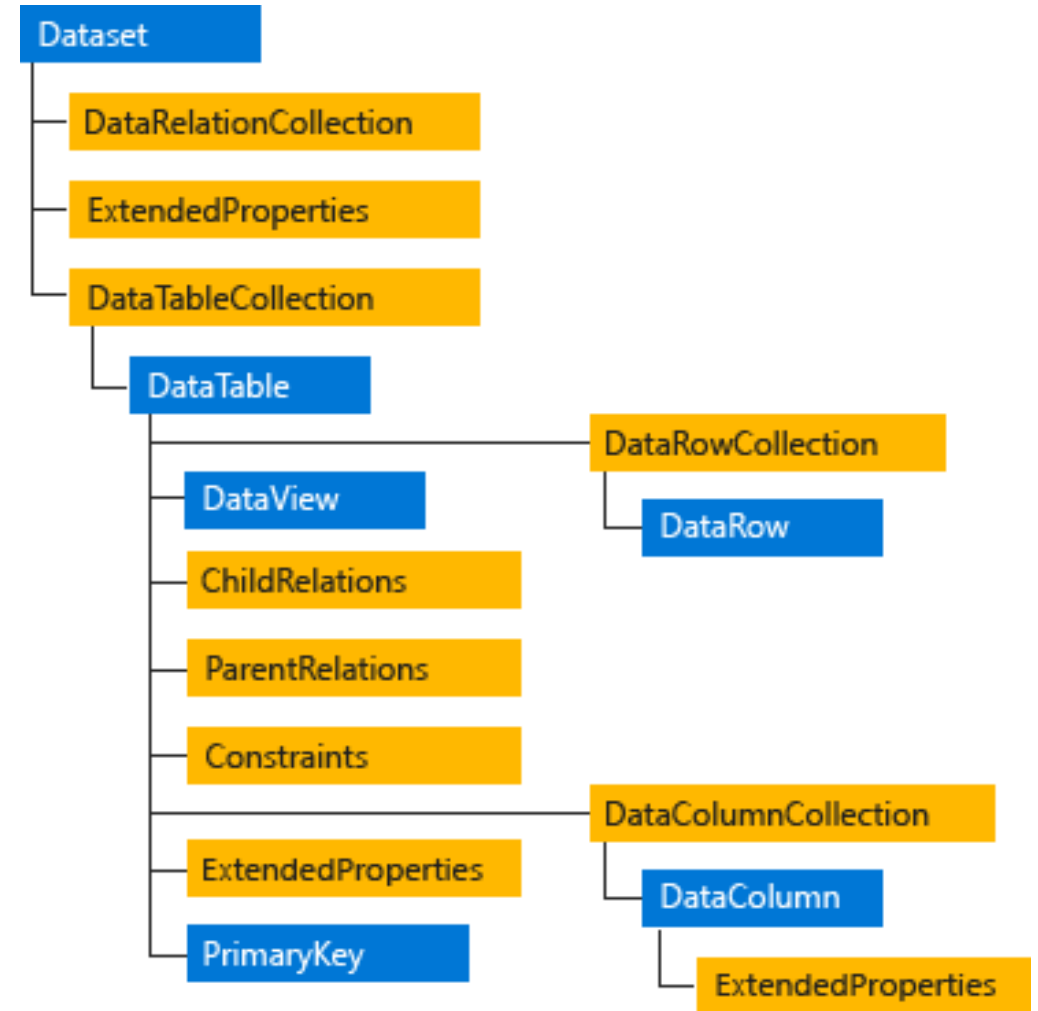 Dataset
DataRelationCollection
ExtendedProperties
DataTableCollection
DataTable
DataRowCollection
DataView
DataRow
ChildRelations
ParentRelations
Constraints
DataColumnCollection
ExtendedProperties
DataColumn
PrimaryKey
ExtendedProperties